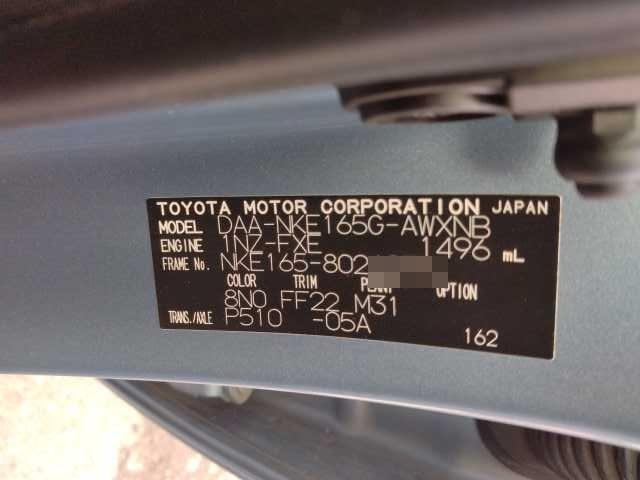 TOYOTA MOTOR CORPORATION JAPAN
MODEL DAA-NKE165G-AWXNB
ENGINE 1NZ-FXE 1496 mL
FRAME No. NKE165-802
COLOR TRIM PLANT OPTION
8N0 FF22 M31
TRANS./AXLE P510 -05A
162